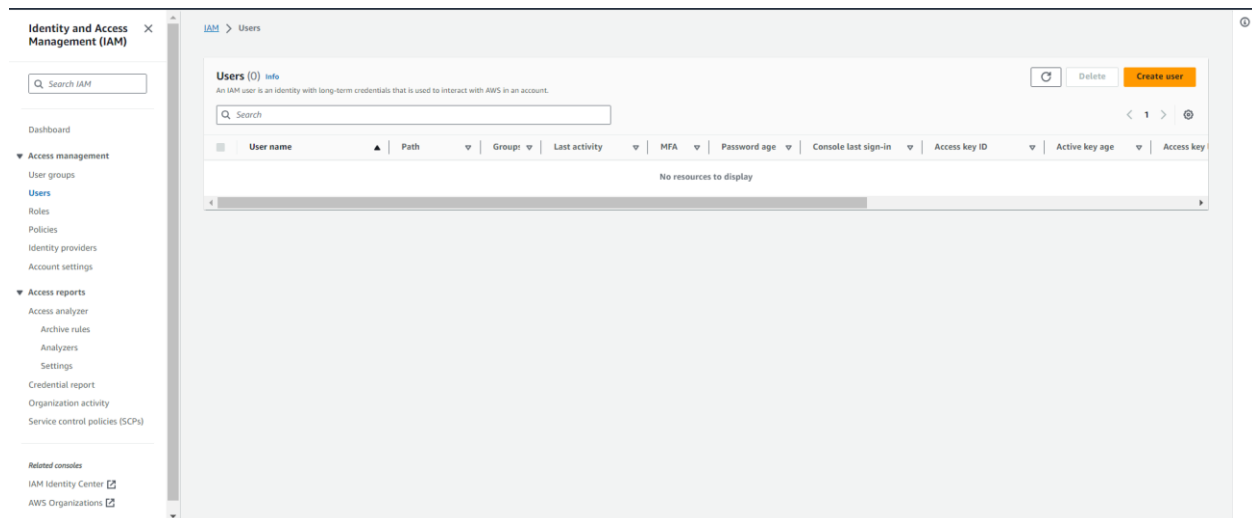 Identity and Access
Management (IAM)
Search IAM
Dashboard
Access management
User groups
Users
Roles
Policies
Identity providers
Account settings
Access reports
Access analyzer
Archive rules
Analyzers
Settings
Credential report
Organization activity
Service control policies (SCPs)
Related consoles
IAM Identity Center
AWS Organizations
IAM > Users
Users (0) Info
Delete
Create user
An IAM user is an identity with long-term credentials that is used to interact with AWS in an account.
Search
1
User name Path Group: Last activity MFA Password age Console last sign-in Access key ID Active key age Access key
No resources to display